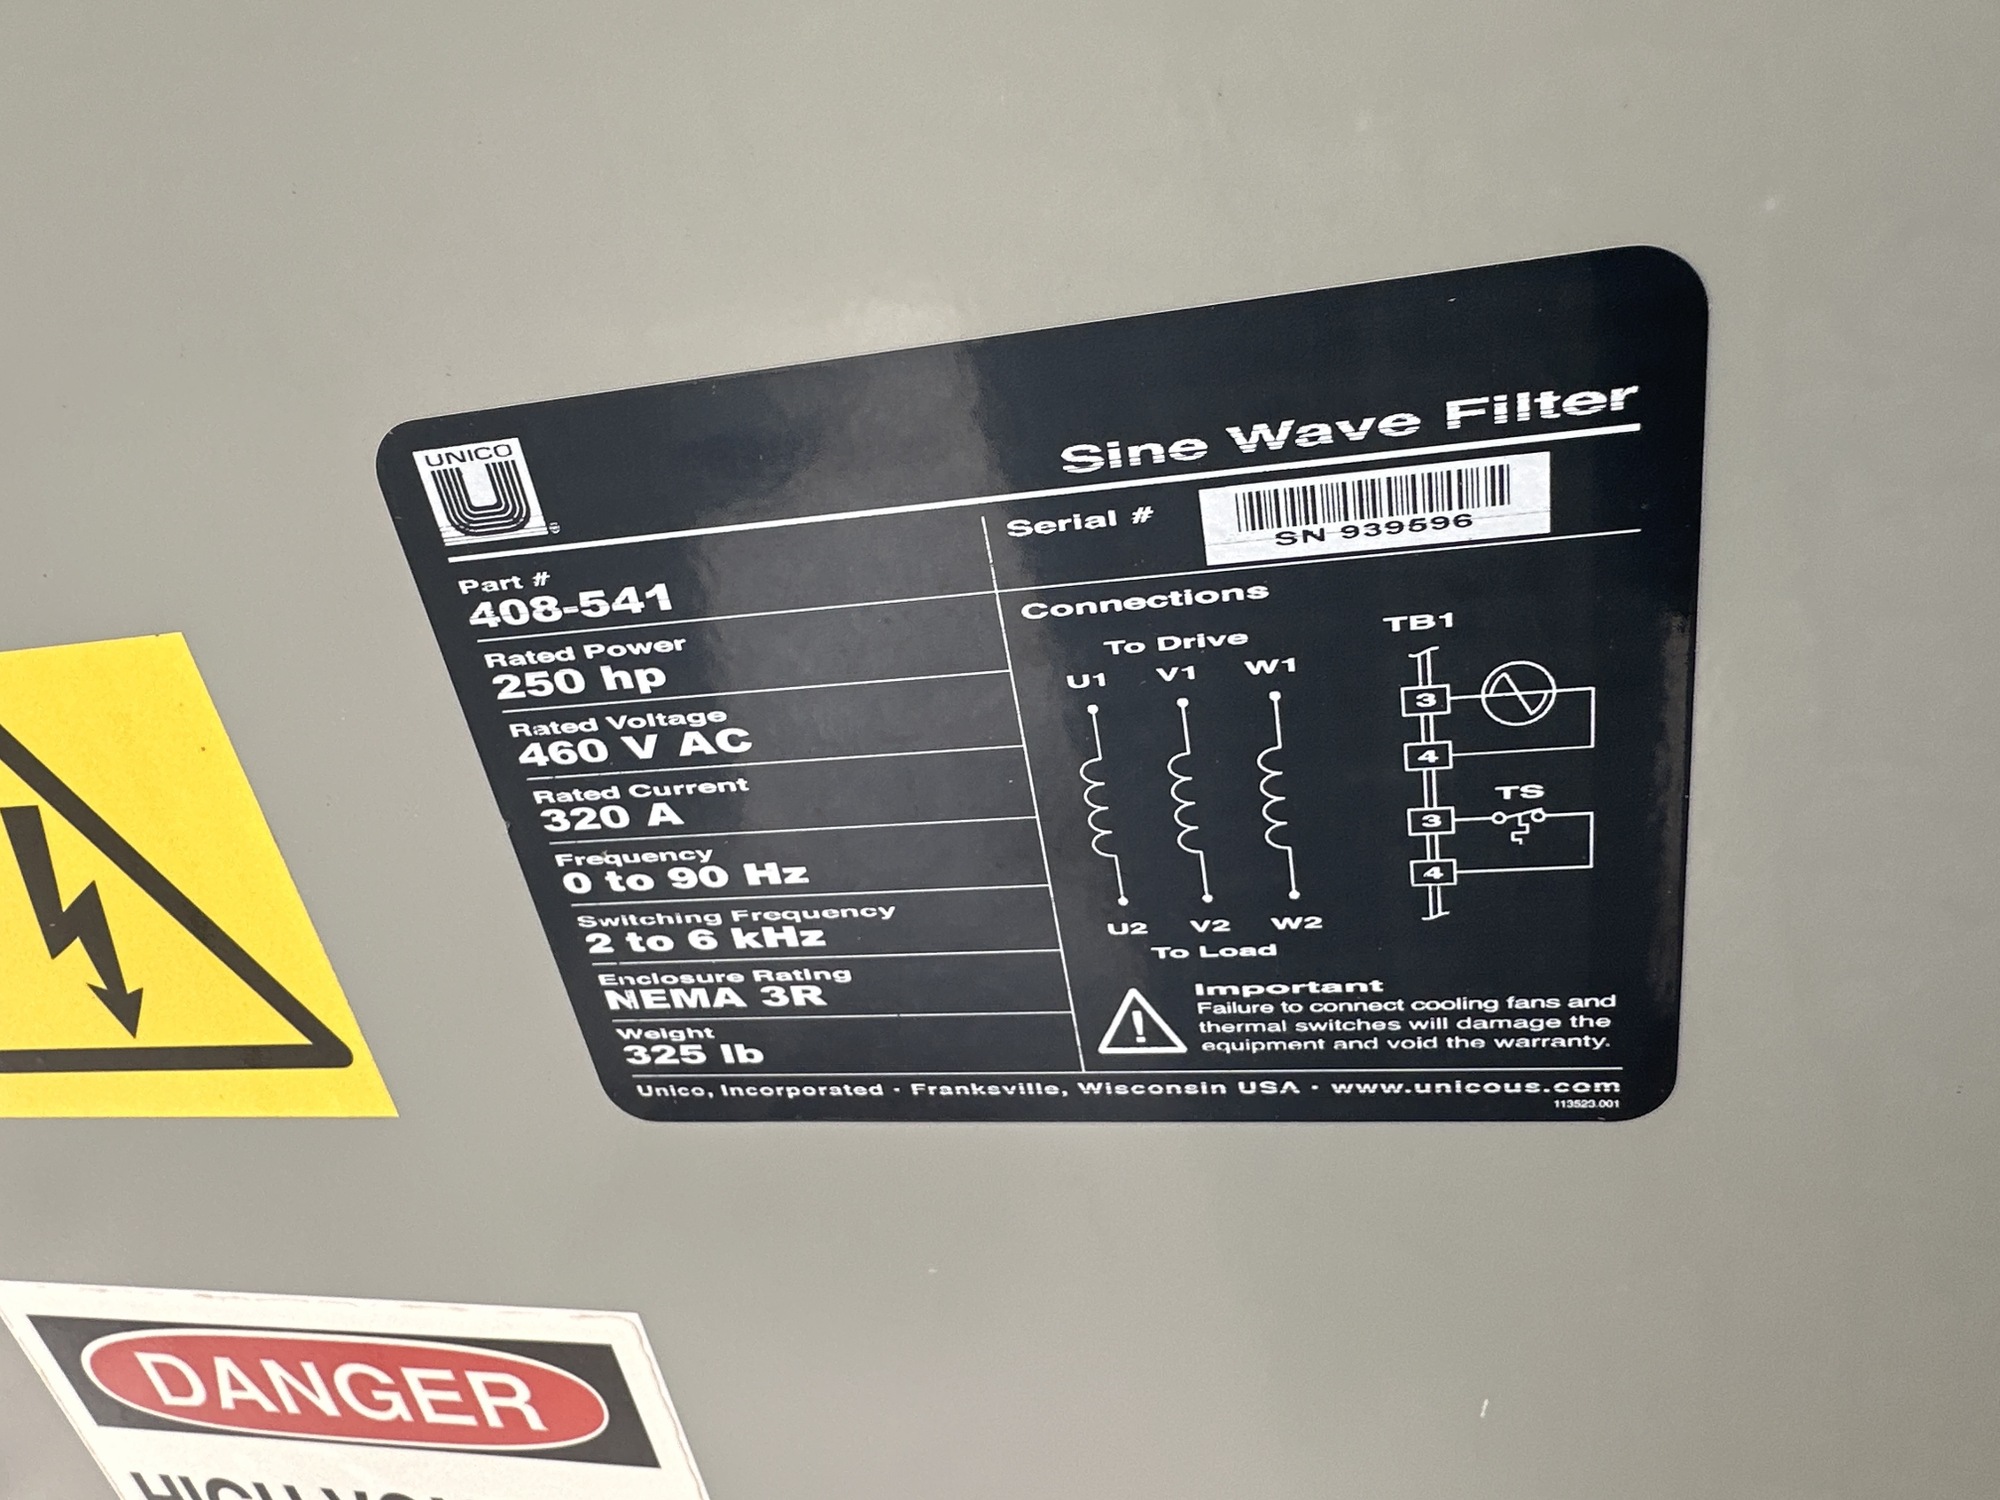 UNICO
®
Sine Wave Filter
Serial #
SN 939596
Part #
408-541
Rated Power
250 hp
Rated Voltage
460 V AC
Rated Current
320 A
Frequency
0 to 90 Hz
Switching Frequency
2 to 6 kHz
Enclosure Rating
NEMA 3R
Weight
325 lb
Connections
To Drive
U1 V1 W1
U2 V2 W2
To Load
TB1
3
4
TS
3
4
!
Important
Failure to connect cooling fans and
thermal switches will damage the
equipment and void the warranty.
Unico, Incorporated · Franksville, Wisconsin USA · www.unicous.com
113523.001
DANGER
HIGH